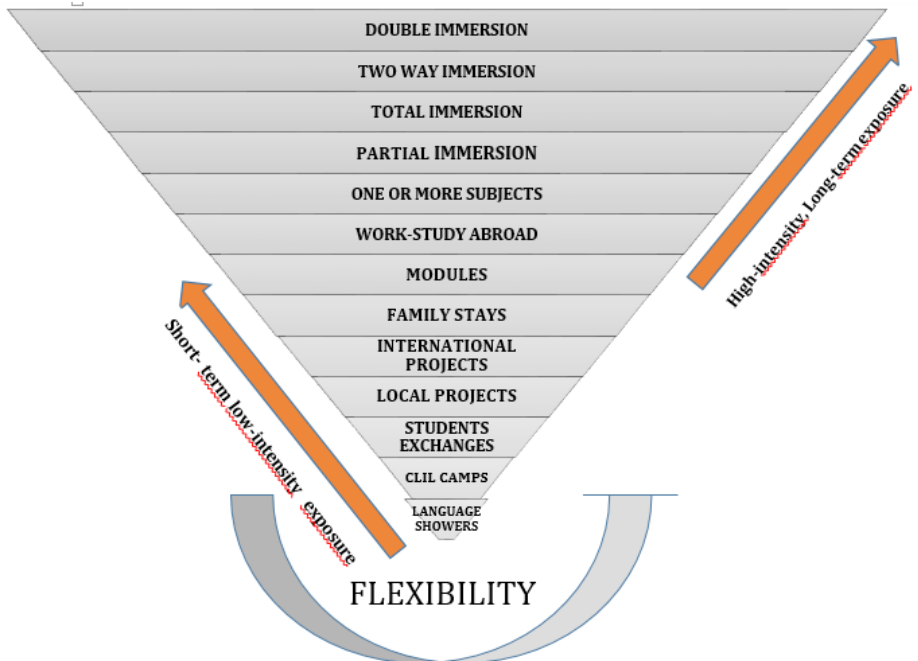 DOUBLE IMMERSION
TWO WAY IMMERSION
TOTAL IMMERSION
PARTIAL IMMERSION
ONE OR MORE SUBJECTS
WORK-STUDY ABROAD
MODULES
FAMILY STAYS
INTERNATIONAL
PROJECTS
LOCAL PROJECTS
STUDENTS
EXCHANGES
CLIL CAMPS
LANGUAGE
SHOWERS
High-intensity, Long-term exposure
Short- term low-intensity exposure
FLEXIBILITY